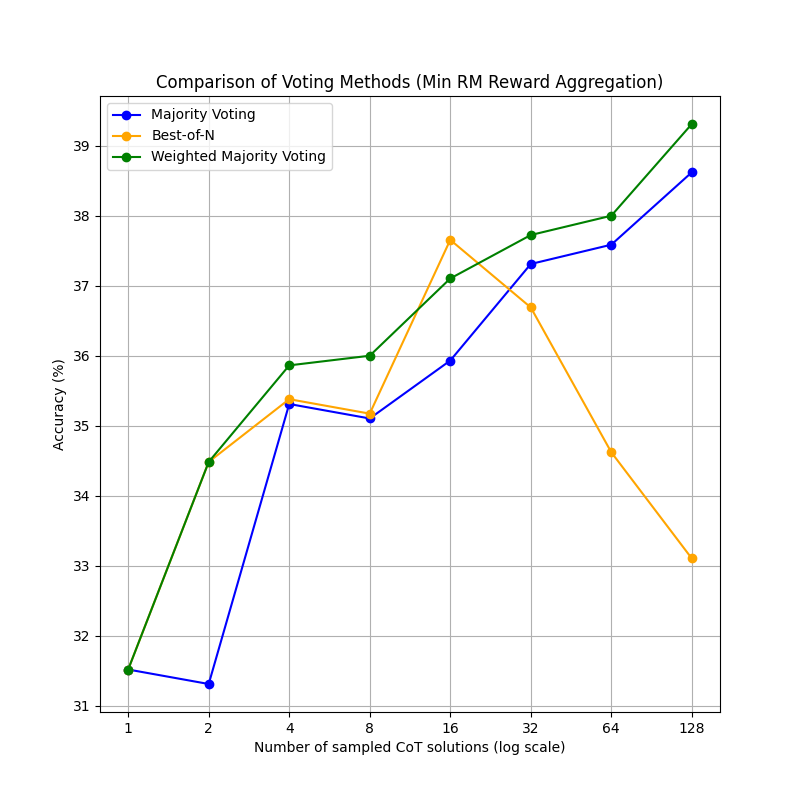 Comparison of Voting Methods (Min RM Reward Aggregation)
Majority Voting
Best-of-N
Weighted Majority Voting
Accuracy (%)
39
38
37
36
35
34
33
32
31
1 2 4 8 16 32 64 128
Number of sampled CoT solutions (log scale)